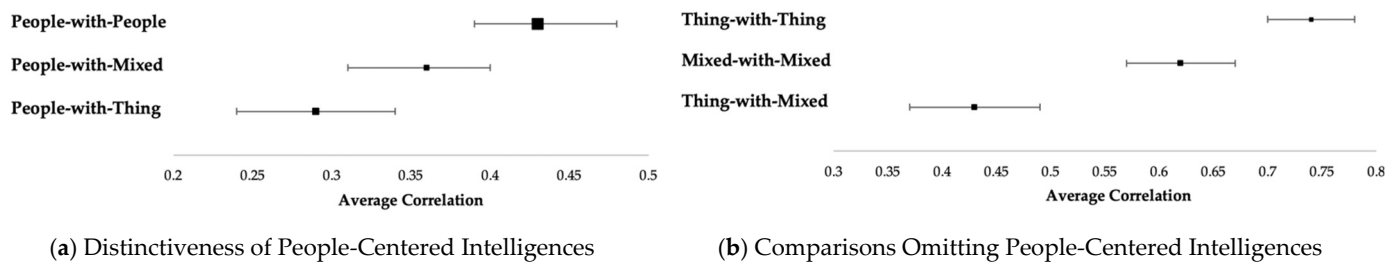 People-with-People
People-with-Mixed
People-with-Thing
0.2 0.25 0.3 0.35 0.4 0.45 0.5
Average Correlation
(a) Distinctiveness of People-Centered Intelligences
Thing-with-Thing
Mixed-with-Mixed
Thing-with-Mixed
0.3 0.35 0.4 0.45 0.5 0.55 0.6 0.65 0.7 0.75 0.8
Average Correlation
(b) Comparisons Omitting People-Centered Intelligences